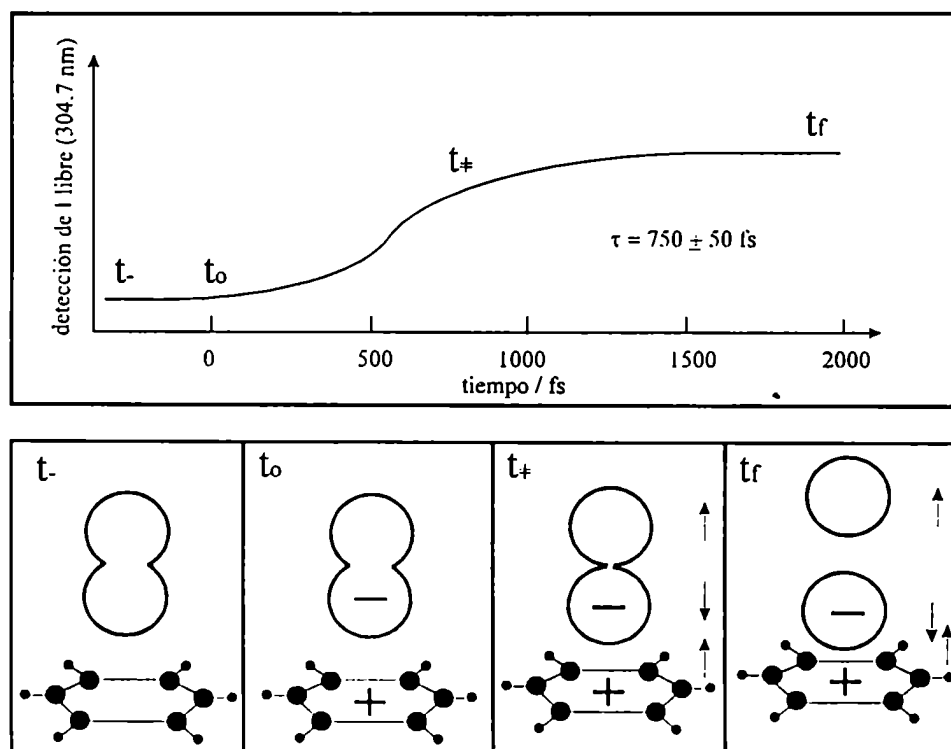 detección de I libre (304.7 nm)
t-
to
t‡
tf
τ = 750 ± 50 fs
0
500
1000
1500
2000
tiempo / fs
t-
to
t‡
tf
−
−
−
+
+
+